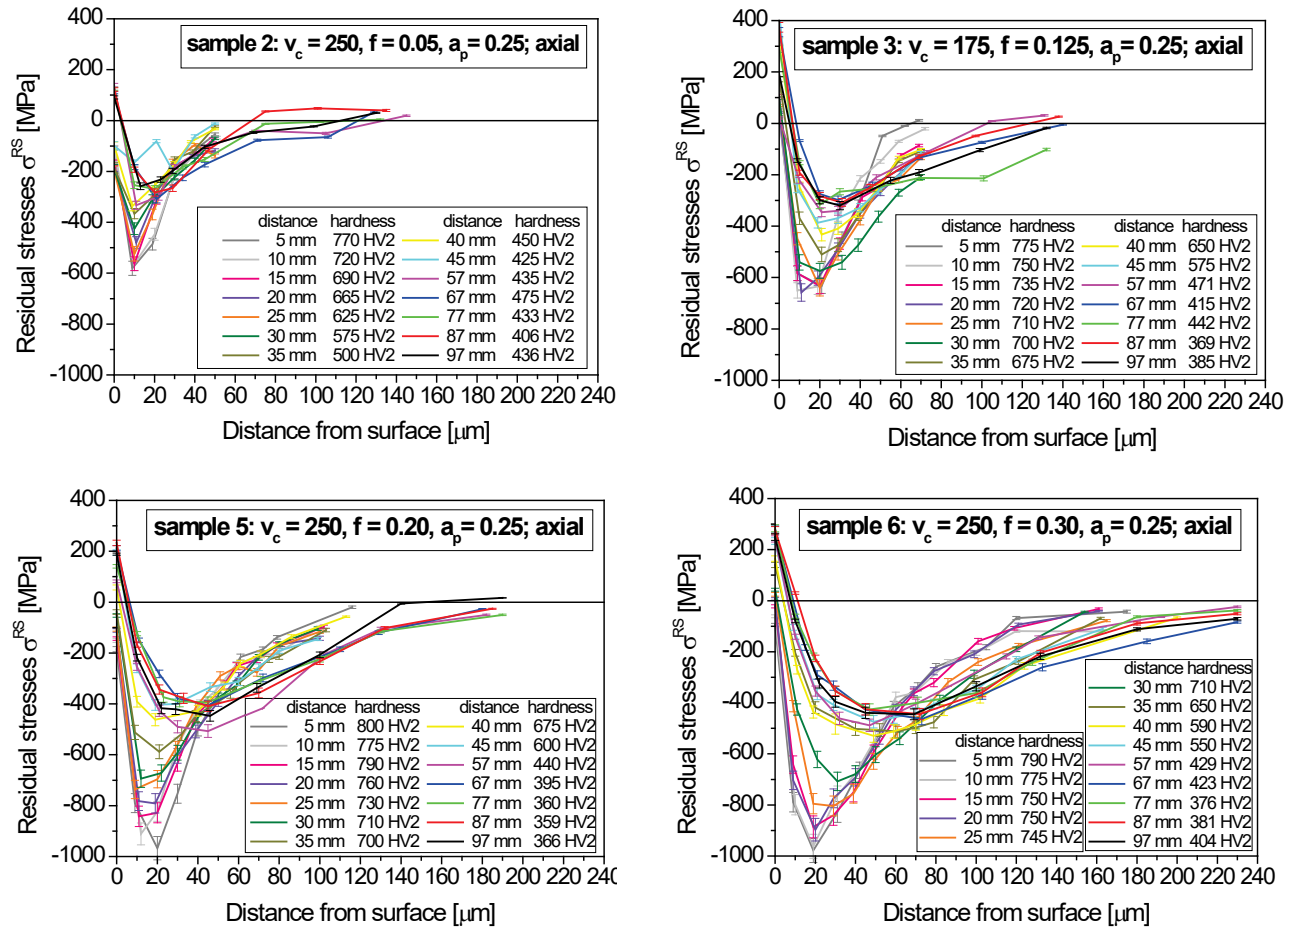 sample 2: vc = 250, f = 0.05, ap = 0.25; axial
Residual stresses σRS [MPa]
400
200
0
-200
-400
-600
-800
-1000
distance hardness
5 mm 770 HV2
10 mm 720 HV2
15 mm 690 HV2
20 mm 665 HV2
25 mm 625 HV2
30 mm 575 HV2
35 mm 500 HV2
distance hardness
40 mm 450 HV2
45 mm 425 HV2
57 mm 435 HV2
67 mm 475 HV2
77 mm 433 HV2
87 mm 406 HV2
97 mm 436 HV2
0 20 40 60 80 100 120 140 160 180 200 220 240
Distance from surface [µm]
sample 3: vc = 175, f = 0.125, ap = 0.25; axial
Residual stresses σRS [MPa]
400
200
0
-200
-400
-600
-800
-1000
distance hardness
5 mm 775 HV2
10 mm 750 HV2
15 mm 735 HV2
20 mm 720 HV2
25 mm 710 HV2
30 mm 700 HV2
35 mm 675 HV2
distance hardness
40 mm 650 HV2
45 mm 575 HV2
57 mm 471 HV2
67 mm 415 HV2
77 mm 442 HV2
87 mm 369 HV2
97 mm 385 HV2
0 20 40 60 80 100 120 140 160 180 200 220 240
Distance from surface [µm]
sample 5: vc = 250, f = 0.20, ap = 0.25; axial
Residual stresses σRS [MPa]
400
200
0
-200
-400
-600
-800
-1000
distance hardness
5 mm 800 HV2
10 mm 775 HV2
15 mm 790 HV2
20 mm 760 HV2
25 mm 730 HV2
30 mm 710 HV2
35 mm 700 HV2
distance hardness
40 mm 675 HV2
45 mm 600 HV2
57 mm 440 HV2
67 mm 395 HV2
77 mm 360 HV2
87 mm 359 HV2
97 mm 366 HV2
0 20 40 60 80 100 120 140 160 180 200 220 240
Distance from surface [µm]
sample 6: vc = 250, f = 0.30, ap = 0.25; axial
Residual stresses σRS [MPa]
400
200
0
-200
-400
-600
-800
-1000
distance hardness
5 mm 790 HV2
10 mm 775 HV2
15 mm 750 HV2
20 mm 750 HV2
25 mm 745 HV2
distance hardness
30 mm 710 HV2
35 mm 650 HV2
40 mm 590 HV2
45 mm 550 HV2
57 mm 429 HV2
67 mm 423 HV2
77 mm 376 HV2
87 mm 381 HV2
97 mm 404 HV2
0 20 40 60 80 100 120 140 160 180 200 220 240
Distance from surface [µm]